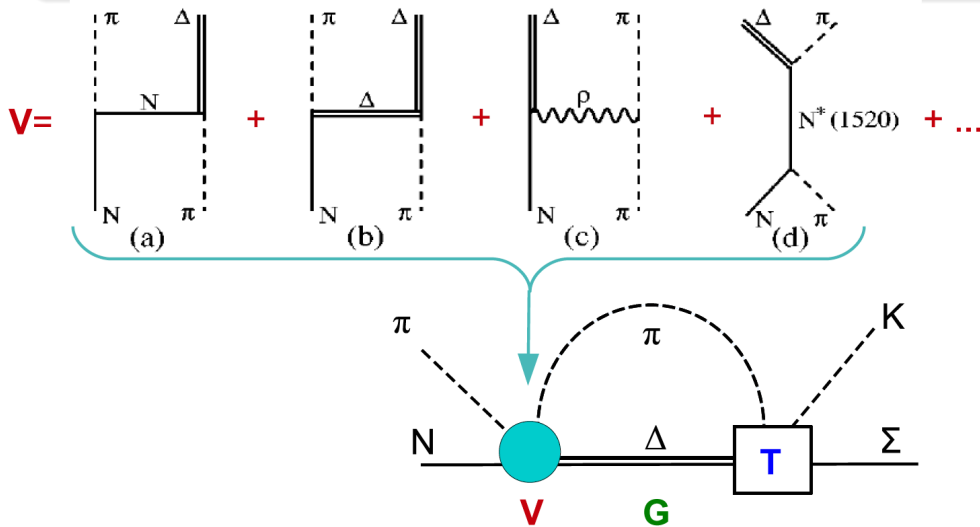 π Δ π Δ Δ π Δ π
V= N + Δ + ρ + N*(1520) + ...
N π N π N π N π
(a) (b) (c) (d)
π π K
N Δ T Σ
V G